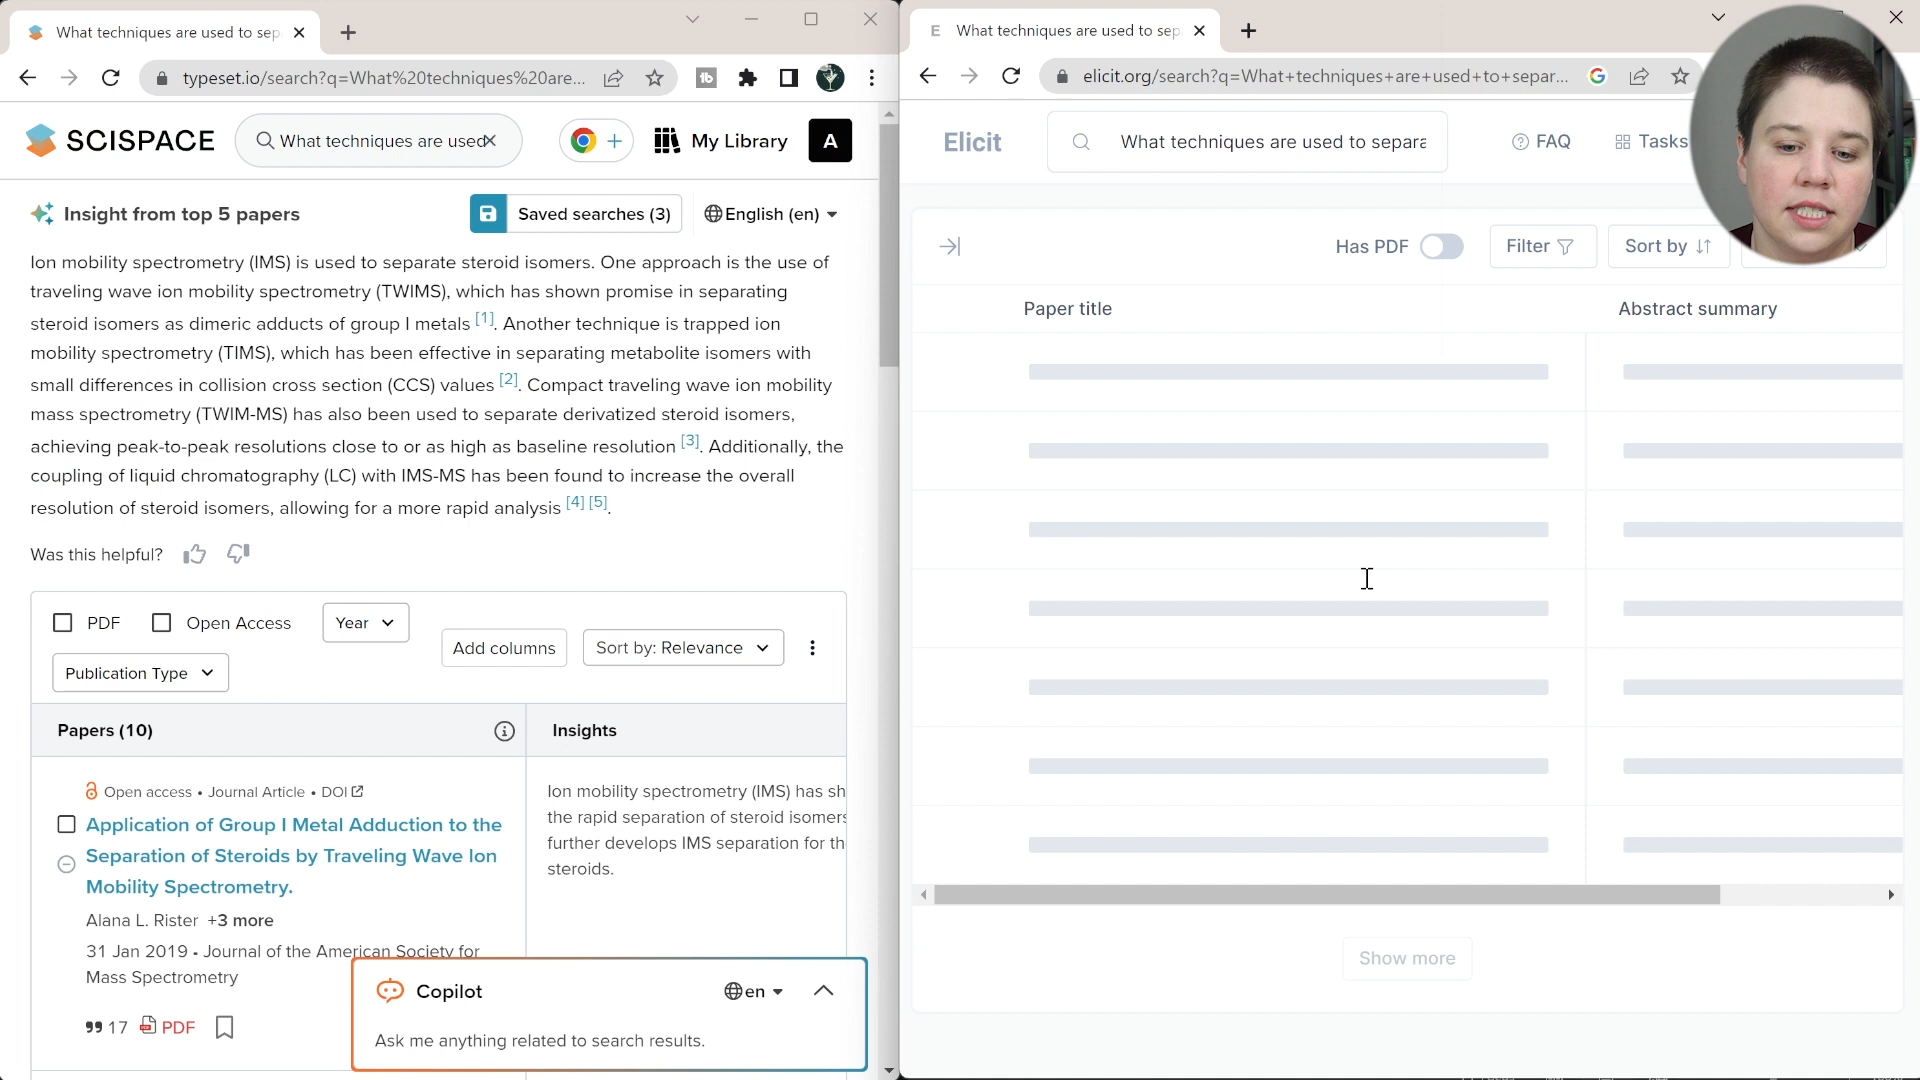 What techniques are used to sep
typeset.io/search?q=What%20techniques%20are...
SCISPACE
What techniques are used
My Library
A
Insight from top 5 papers
Saved searches (3)
English (en)
Ion mobility spectrometry (IMS) is used to separate steroid isomers. One approach is the use of
traveling wave ion mobility spectrometry (TWIMS), which has shown promise in separating
steroid isomers as dimeric adducts of group I metals [1]. Another technique is trapped ion
mobility spectrometry (TIMS), which has been effective in separating metabolite isomers with
small differences in collision cross section (CCS) values [2]. Compact traveling wave ion mobility
mass spectrometry (TWIM-MS) has also been used to separate derivatized steroid isomers,
achieving peak-to-peak resolutions close to or as high as baseline resolution [3]. Additionally, the
coupling of liquid chromatography (LC) with IMS-MS has been found to increase the overall
resolution of steroid isomers, allowing for a more rapid analysis [4] [5].
Was this helpful?
PDF
Open Access
Year
Add columns
Sort by: Relevance
Publication Type
Papers (10)
Insights
Open access • Journal Article • DOI
Application of Group I Metal Adduction to the
Separation of Steroids by Traveling Wave Ion
Mobility Spectrometry.
Alana L. Rister +3 more
31 Jan 2019 • Journal of the American Society for
Mass Spectrometry
17
PDF
Ion mobility spectrometry (IMS) has sh
the rapid separation of steroid isomers
further develops IMS separation for th
steroids.
Copilot
en
Ask me anything related to search results.
E
What techniques are used to sep
elicit.org/search?q=What+techniques+are+used+to+separ...
Elicit
What techniques are used to separa
FAQ
Tasks
Has PDF
Filter
Sort by
Paper title
Abstract summary
Show more